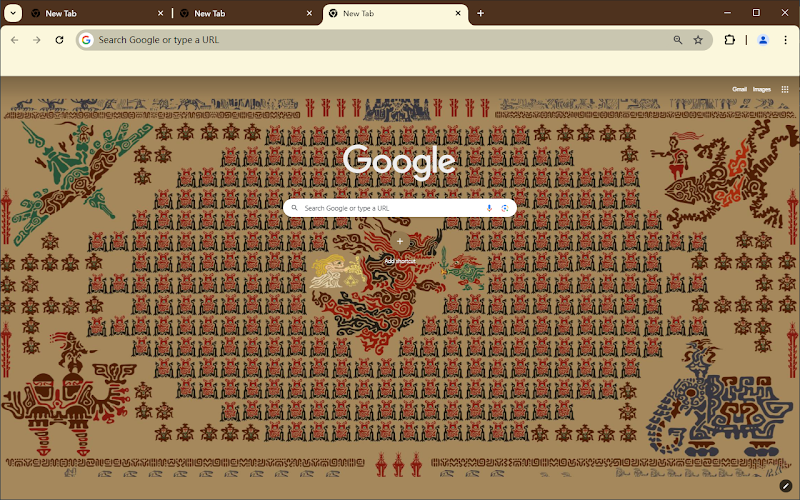 New Tab
New Tab
New Tab
Search Google or type a URL
Gmail
Images
Google
Search Google or type a URL
Add shortcut